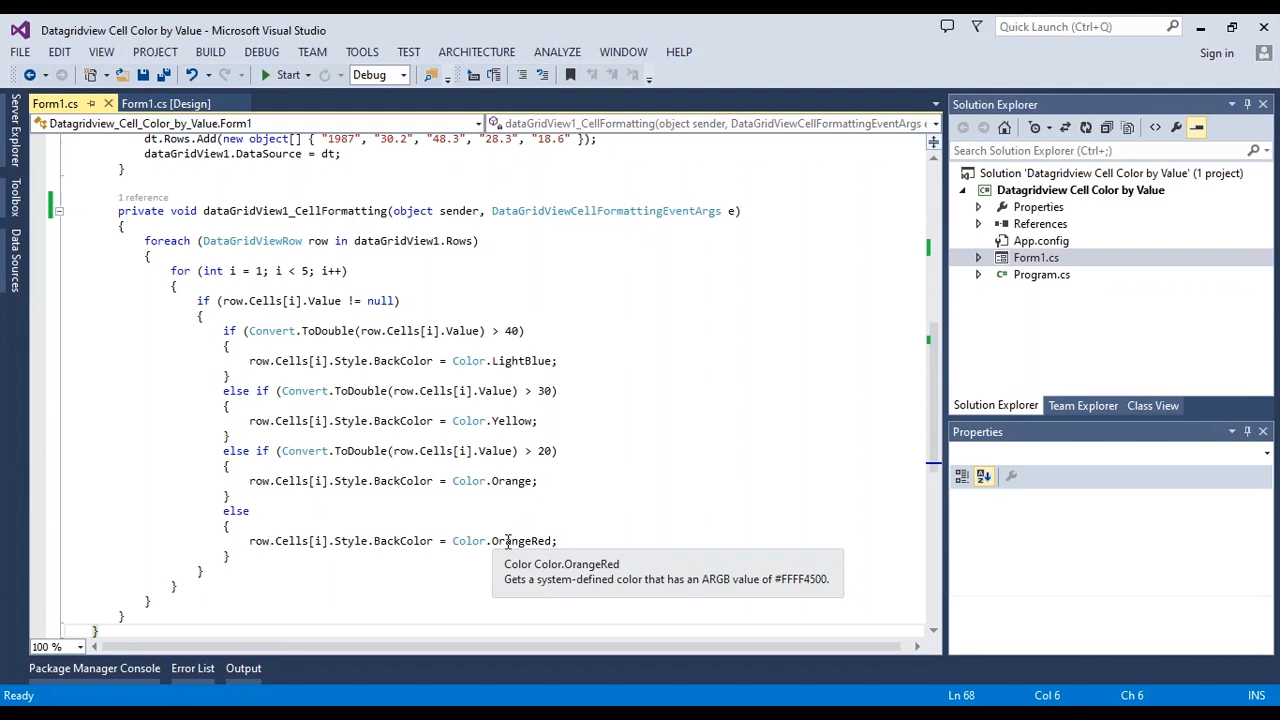 Datagridview Cell Color by Value - Microsoft Visual Studio
Quick Launch (Ctrl+Q)
FILE EDIT VIEW PROJECT BUILD DEBUG TEAM TOOLS TEST ARCHITECTURE ANALYZE WINDOW HELP
Sign in
Start
Debug
Server Explorer
Toolbox
Data Sources
Form1.cs
Form1.cs [Design]
Datagridview_Cell_Color_by_Value.Form1
dataGridView1_CellFormatting(object sender, DataGridViewCellFormattingEventArgs e
dt.Rows.Add(new object[] { "1987", "30.2", "48.3", "28.3", "18.6" });
dataGridView1.DataSource = dt;
}
1 reference
private void dataGridView1_CellFormatting(object sender, DataGridViewCellFormattingEventArgs e)
{
foreach (DataGridViewRow row in dataGridView1.Rows)
{
for (int i = 1; i < 5; i++)
{
if (row.Cells[i].Value != null)
{
if (Convert.ToDouble(row.Cells[i].Value) > 40)
{
row.Cells[i].Style.BackColor = Color.LightBlue;
}
else if (Convert.ToDouble(row.Cells[i].Value) > 30)
{
row.Cells[i].Style.BackColor = Color.Yellow;
}
else if (Convert.ToDouble(row.Cells[i].Value) > 20)
{
row.Cells[i].Style.BackColor = Color.Orange;
}
else
{
row.Cells[i].Style.BackColor = Color.OrangeRed;
}
}
}
}
}
}
Color Color.OrangeRed
Gets a system-defined color that has an ARGB value of #FFFF4500.
100 %
Solution Explorer
Search Solution Explorer (Ctrl+;)
Solution 'Datagridview Cell Color by Value' (1 project)
Datagridview Cell Color by Value
Properties
References
App.config
Form1.cs
Program.cs
Solution Explorer Team Explorer Class View
Properties
Package Manager Console Error List Output
Ready
Ln 68
Col 6
Ch 6
INS